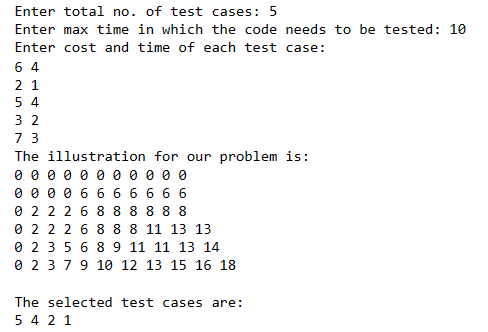 Enter total no. of test cases: 5
Enter max time in which the code needs to be tested: 10
Enter cost and time of each test case:
6 4
2 1
5 4
3 2
7 3
The illustration for our problem is:
0 0 0 0 0 0 0 0 0 0 0
0 0 0 0 6 6 6 6 6 6 6
0 2 2 2 6 8 8 8 8 8 8
0 2 2 2 6 8 8 8 11 13 13
0 2 3 5 6 8 9 11 11 13 14
0 2 3 7 9 10 12 13 15 16 18
The selected test cases are:
5 4 2 1